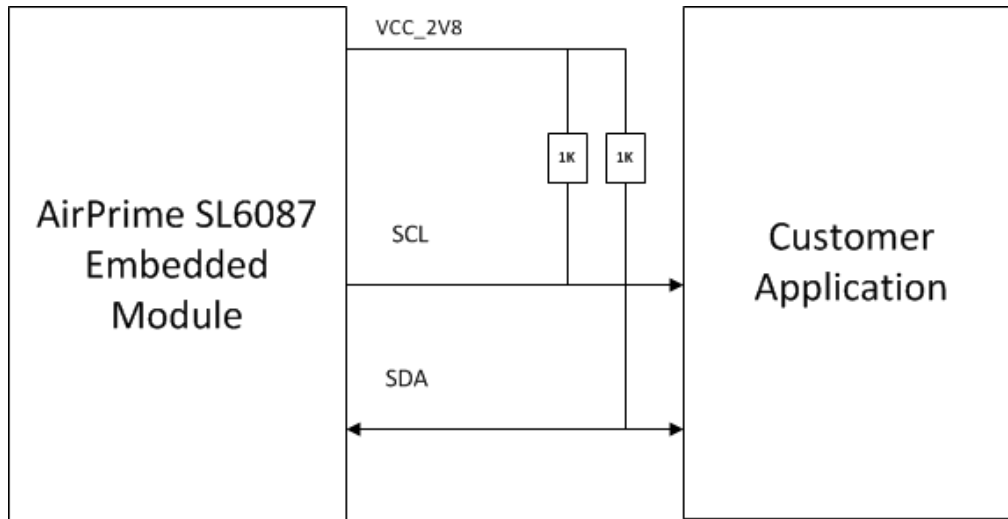 VCC_2V8
1K
1K
AirPrime SL6087
Embedded
Module
SCL
Customer
Application
SDA